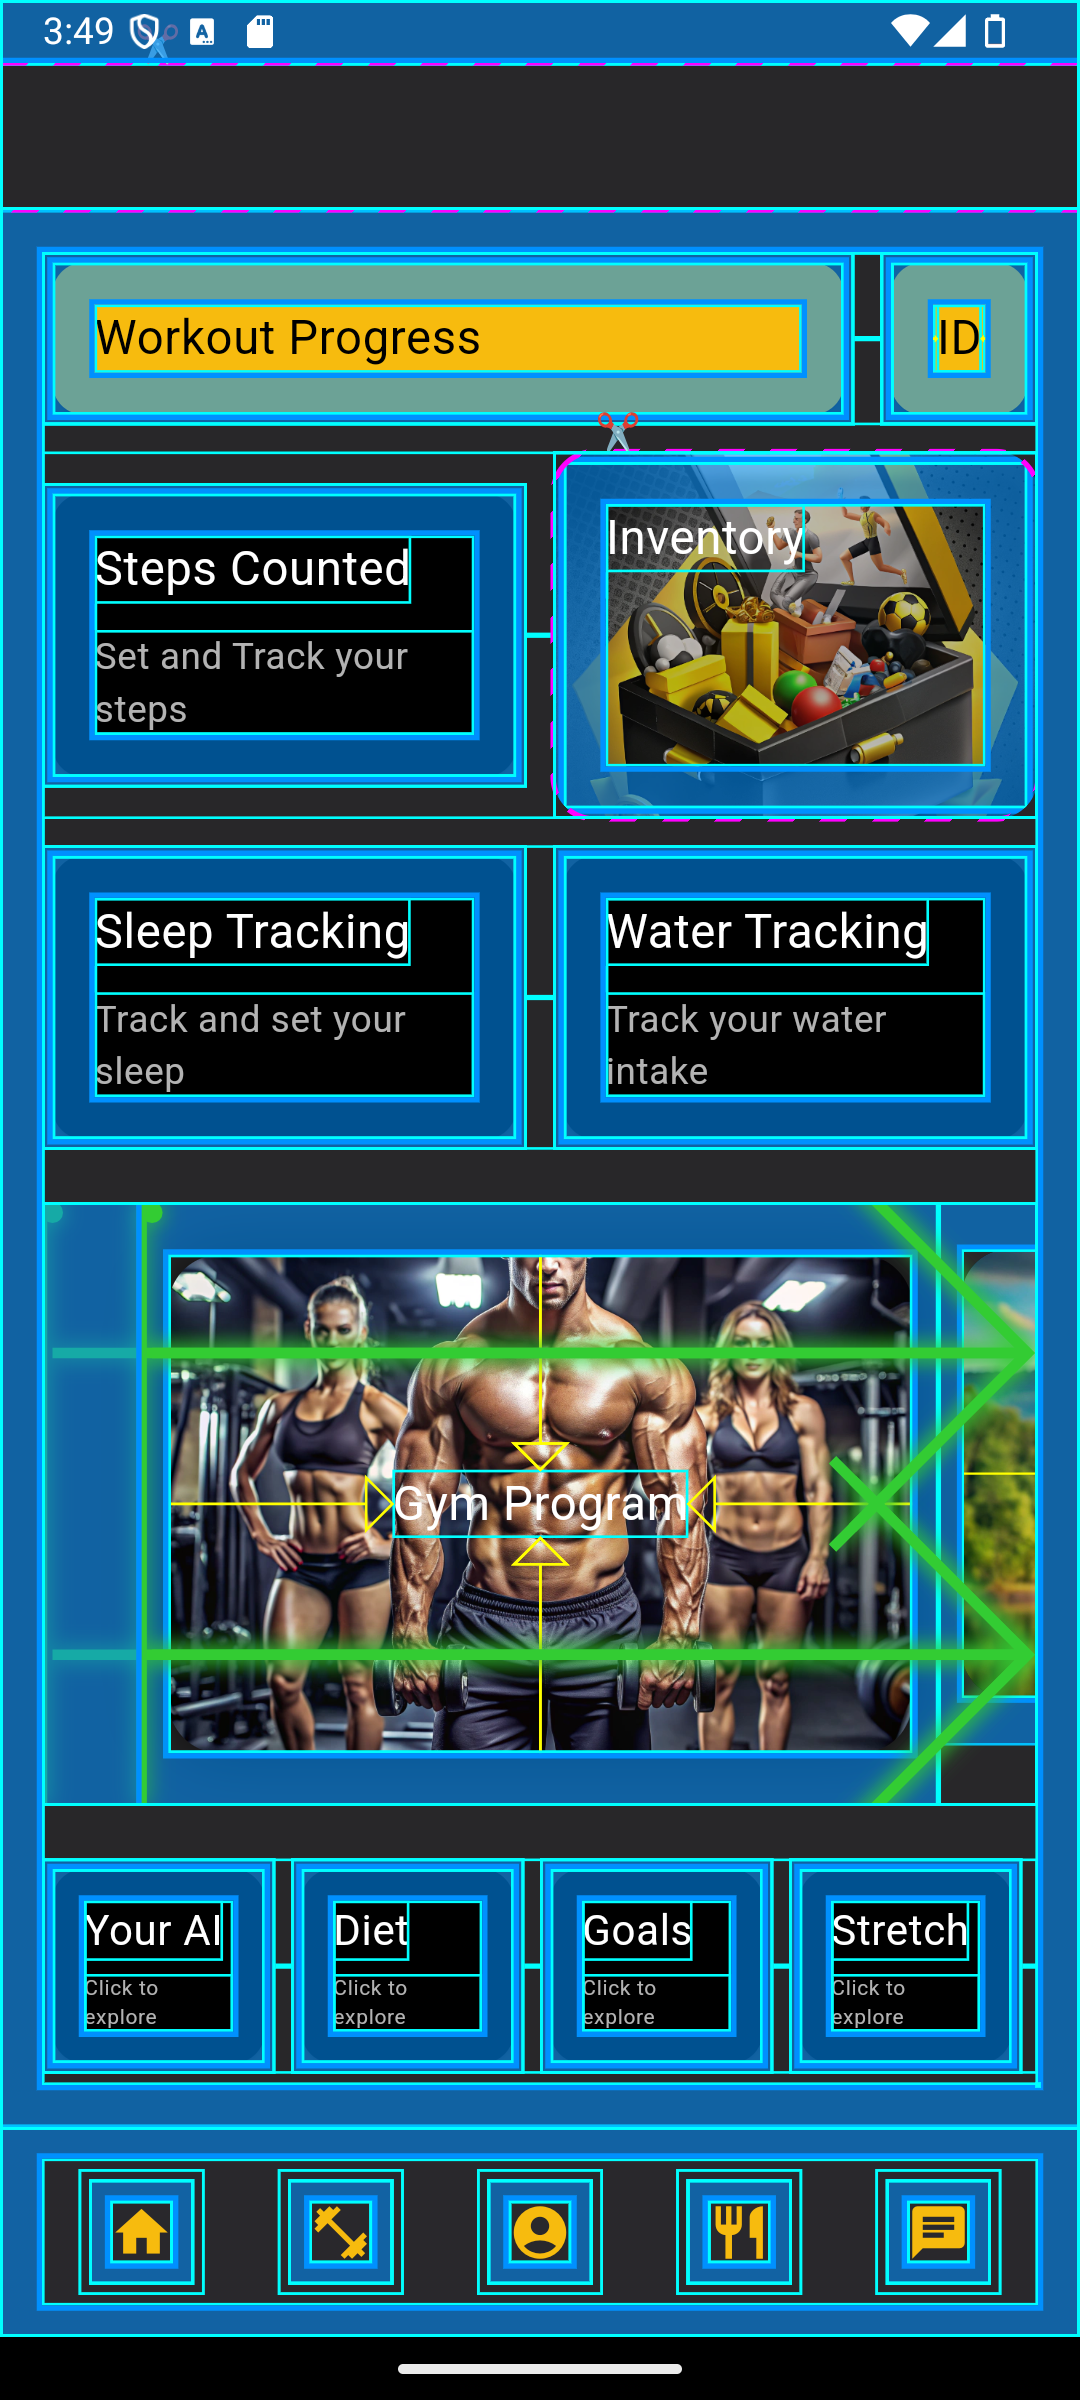 3:49
Workout Progress
ID
Steps Counted
Set and Track your
steps
Inventory
Sleep Tracking
Track and set your
sleep
Water Tracking
Track your water
intake
Gym Program
Your AI
Click to
explore
Diet
Click to
explore
Goals
Click to
explore
Stretch
Click to
explore